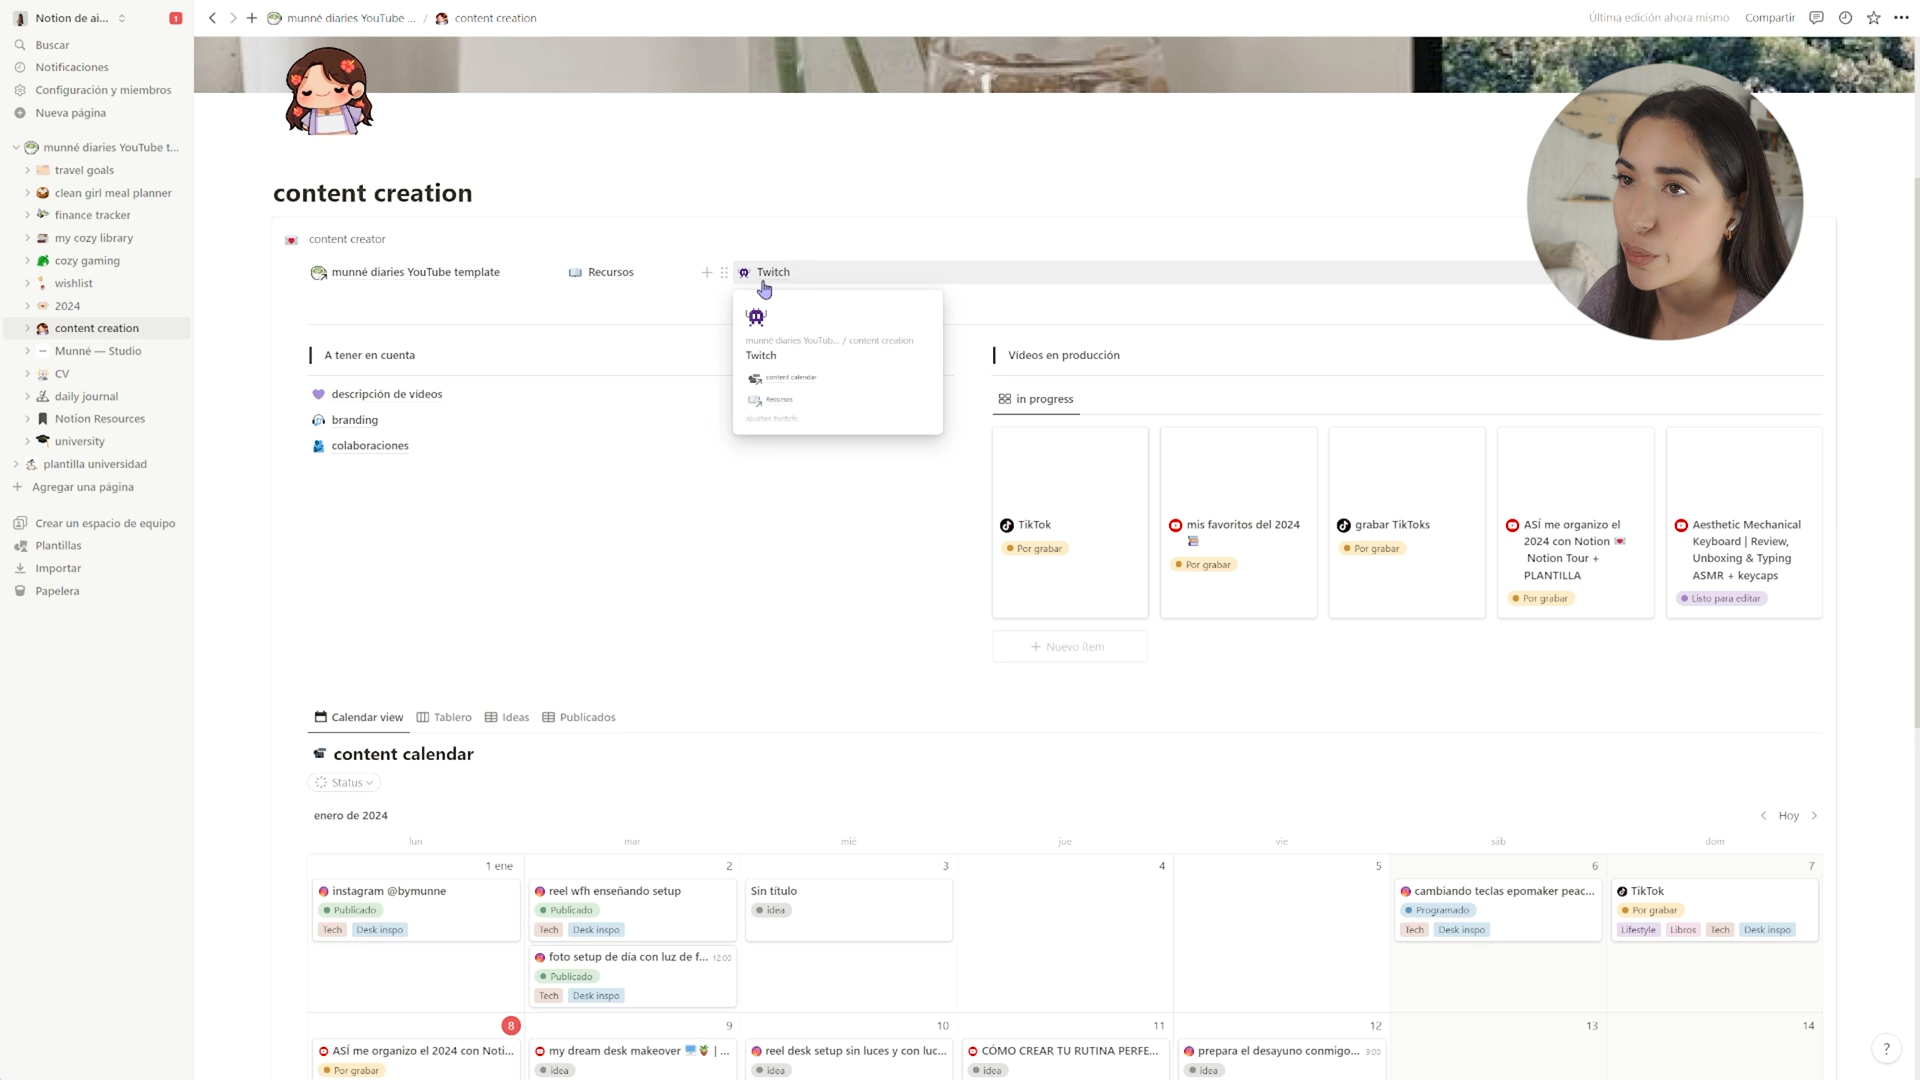 Notion de ai...
1
munné diaries YouTube ... / content creation
Última edición ahora mismo
Compartir
Buscar
Notificaciones
Configuración y miembros
Nueva página
munné diaries YouTube t...
travel goals
clean girl meal planner
finance tracker
my cozy library
cozy gaming
wishlist
2024
content creation
Munné — Studio
CV
daily journal
Notion Resources
university
plantilla universidad
Agregar una página
Crear un espacio de equipo
Plantillas
Importar
Papelera
content creation
content creator
munné diaries YouTube template
Recursos
Twitch
munné diaries YouTub... / content creation
Twitch
content calendar
Recursos
ajustes twitch:
A tener en cuenta
descripción de videos
branding
colaboraciones
Vídeos en producción
in progress
TikTok
Por grabar
mis favoritos del 2024
Por grabar
grabar TikToks
Por grabar
ASÍ me organizo el
2024 con Notion
Notion Tour +
PLANTILLA
Por grabar
Aesthetic Mechanical
Keyboard | Review,
Unboxing & Typing
ASMR + keycaps
Listo para editar
+ Nuevo ítem
Calendar view
Tablero
Ideas
Publicados
content calendar
Status
enero de 2024
Hoy
lun mar mié jue vie sáb dom
1 ene 2 3 4 5 6 7
instagram @bymunne
Publicado
Tech Desk inspo
reel wfh enseñando setup
Publicado
Tech Desk inspo
foto setup de día con luz de f... 12:00
Publicado
Tech Desk inspo
Sin título
idea
cambiando teclas epomaker peac...
Programado
Tech Desk inspo
TikTok
Por grabar
Lifestyle Libros Tech Desk inspo
8 9 10 11 12 13 14
ASÍ me organizo el 2024 con Noti...
Por grabar
my dream desk makeover | ...
idea
reel desk setup sin luces y con luc...
idea
CÓMO CREAR TU RUTINA PERFE...
idea
prepara el desayuno conmigo... 9:00
idea
?